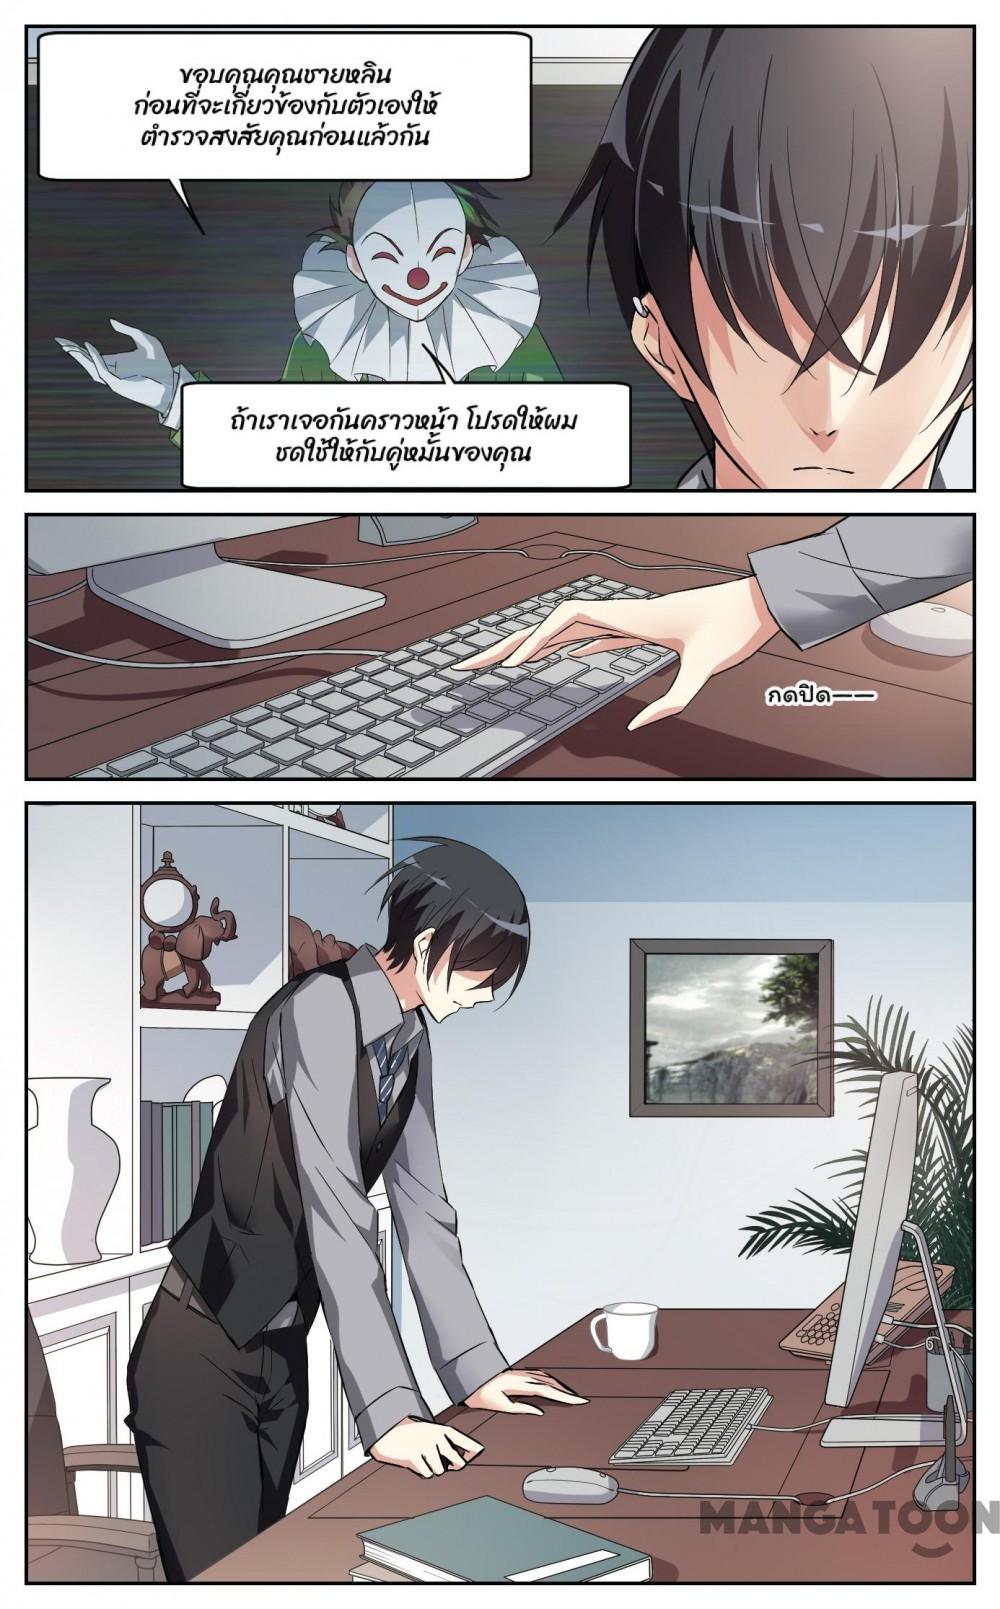 ขอบคุณคุณชายหลิน
ก่อนที่จะเกี่ยวข้องกับตัวเองให้
ตำรวจสงสัยคุณก่อนแล้วกัน
ถ้าเราเจอกันคราวหน้า โปรดให้ผม
ชดใช้ให้กับคู่หมั้นของคุณ
กดปิด——
MANGATOON